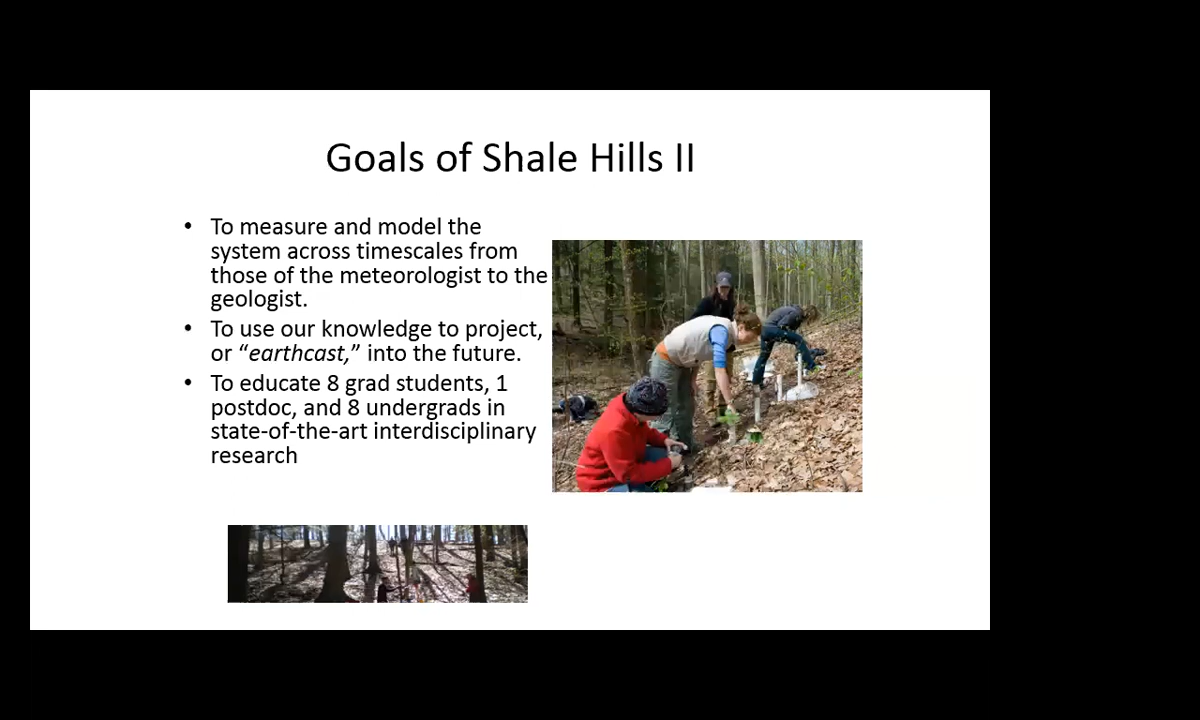 Goals of Shale Hills II
• To measure and model the
system across timescales from
those of the meteorologist to the
geologist.
• To use our knowledge to project,
or “earthcast,” into the future.
• To educate 8 grad students, 1
postdoc, and 8 undergrads in
state-of-the-art interdisciplinary
research